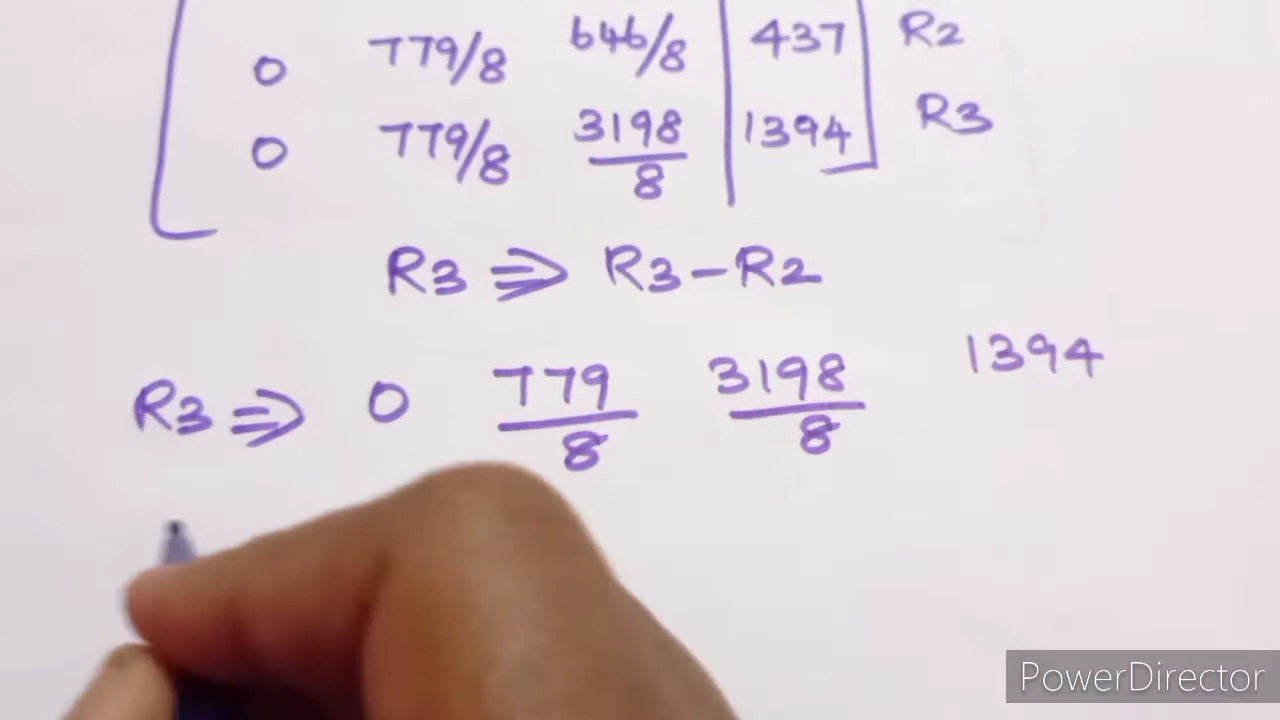 0 779/8 646/8 437 R2
0 779/8 3198/8 1394 R3
R3 ⇒ R3-R2
R3 ⇒ 0 779/8 3198/8 1394
PowerDirector